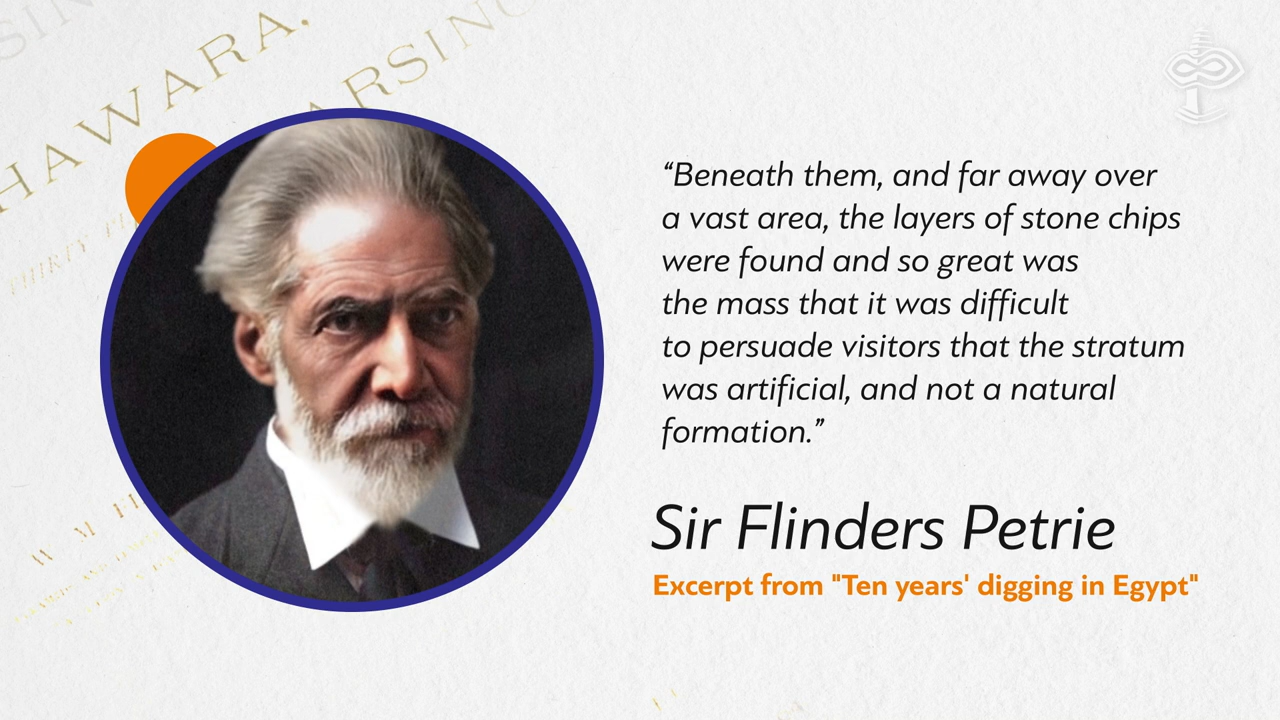 HAWARA.
“Beneath them, and far away over
a vast area, the layers of stone chips
were found and so great was
the mass that it was difficult
to persuade visitors that the stratum
was artificial, and not a natural
formation.”
Sir Flinders Petrie
Excerpt from "Ten years' digging in Egypt"